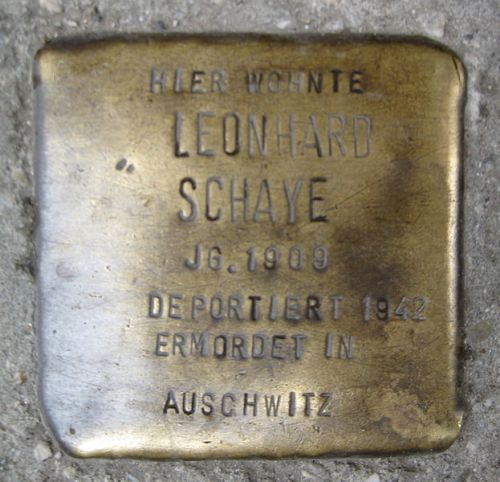 HIER WOHNTE
LEONHARD
SCHAYE
JG. 1909
DEPORTIERT 1942
ERMORDET IN
AUSCHWITZ